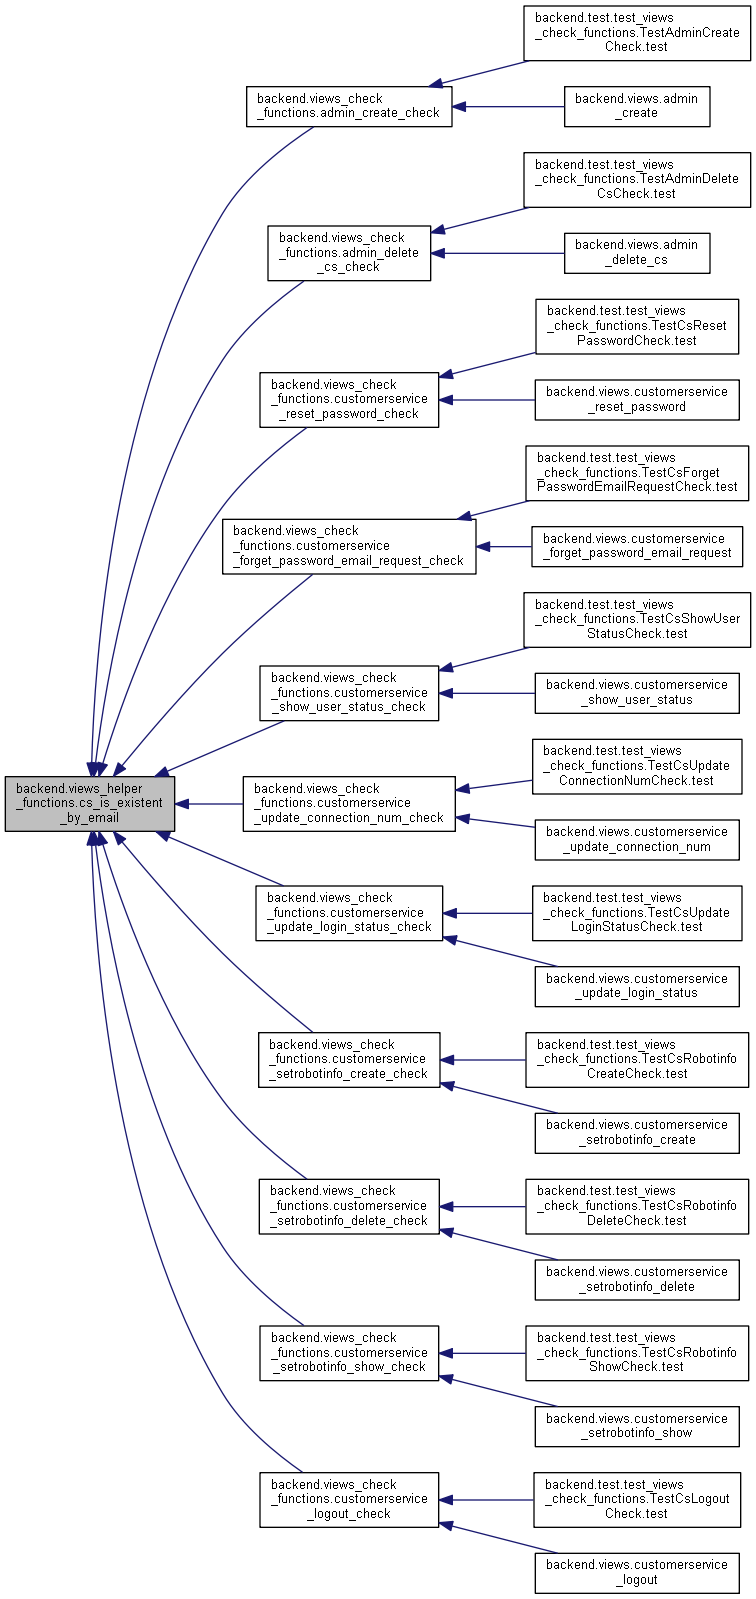 backend.test.test_views
_check_functions.TestAdminCreate
Check.test
backend.views_check
_functions.admin_create_check
backend.views.admin
_create
backend.test.test_views
_check_functions.TestAdminDelete
CsCheck.test
backend.views_check
_functions.admin_delete
_cs_check
backend.views.admin
_delete_cs
backend.test.test_views
_check_functions.TestCsReset
PasswordCheck.test
backend.views_check
_functions.customerservice
_reset_password_check
backend.views.customerservice
_reset_password
backend.test.test_views
_check_functions.TestCsForget
PasswordEmailRequestCheck.test
backend.views_check
_functions.customerservice
_forget_password_email_request_check
backend.views.customerservice
_forget_password_email_request
backend.test.test_views
_check_functions.TestCsShowUser
StatusCheck.test
backend.views_check
_functions.customerservice
_show_user_status_check
backend.views.customerservice
_show_user_status
backend.test.test_views
_check_functions.TestCsUpdate
ConnectionNumCheck.test
backend.views_helper
_functions.cs_is_existent
_by_email
backend.views_check
_functions.customerservice
_update_connection_num_check
backend.views.customerservice
_update_connection_num
backend.views_check
_functions.customerservice
_update_login_status_check
backend.test.test_views
_check_functions.TestCsUpdate
LoginStatusCheck.test
backend.views.customerservice
_update_login_status
backend.views_check
_functions.customerservice
_setrobotinfo_create_check
backend.test.test_views
_check_functions.TestCsRobotinfo
CreateCheck.test
backend.views.customerservice
_setrobotinfo_create
backend.views_check
_functions.customerservice
_setrobotinfo_delete_check
backend.test.test_views
_check_functions.TestCsRobotinfo
DeleteCheck.test
backend.views.customerservice
_setrobotinfo_delete
backend.views_check
_functions.customerservice
_setrobotinfo_show_check
backend.test.test_views
_check_functions.TestCsRobotinfo
ShowCheck.test
backend.views.customerservice
_setrobotinfo_show
backend.views_check
_functions.customerservice
_logout_check
backend.test.test_views
_check_functions.TestCsLogout
Check.test
backend.views.customerservice
_logout